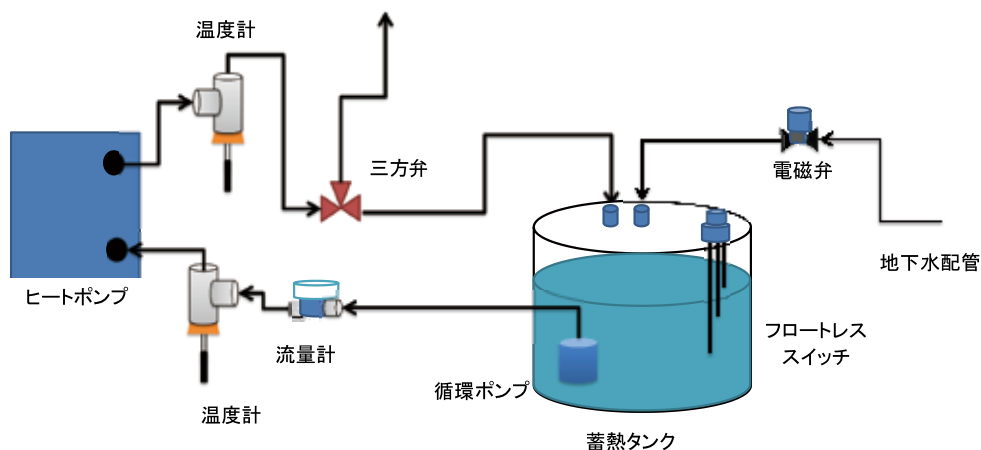 温度計
三方弁
電磁弁
地下水配管
ヒートポンプ
流量計
フロートレス
スイッチ
循環ポンプ
温度計
蓄熱タンク